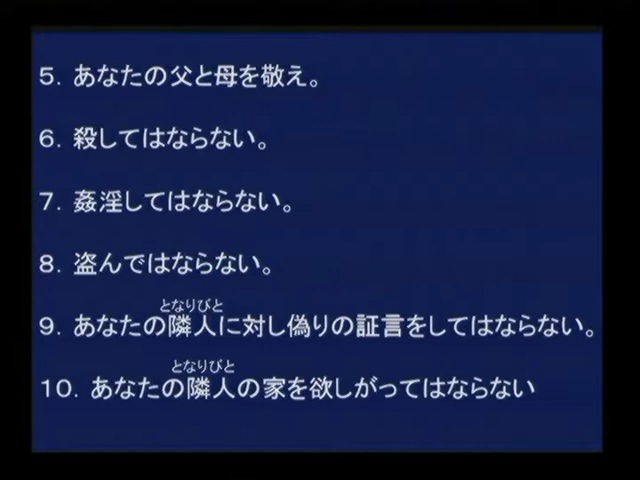 5. あなたの父と母を敬え。
6. 殺してはならない。
7. 姦淫してはならない。
8. 盗んではならない。
となりびと
9. あなたの隣人に対し偽りの証言をしてはならない。
となりびと
10. あなたの隣人の家を欲しがってはならない